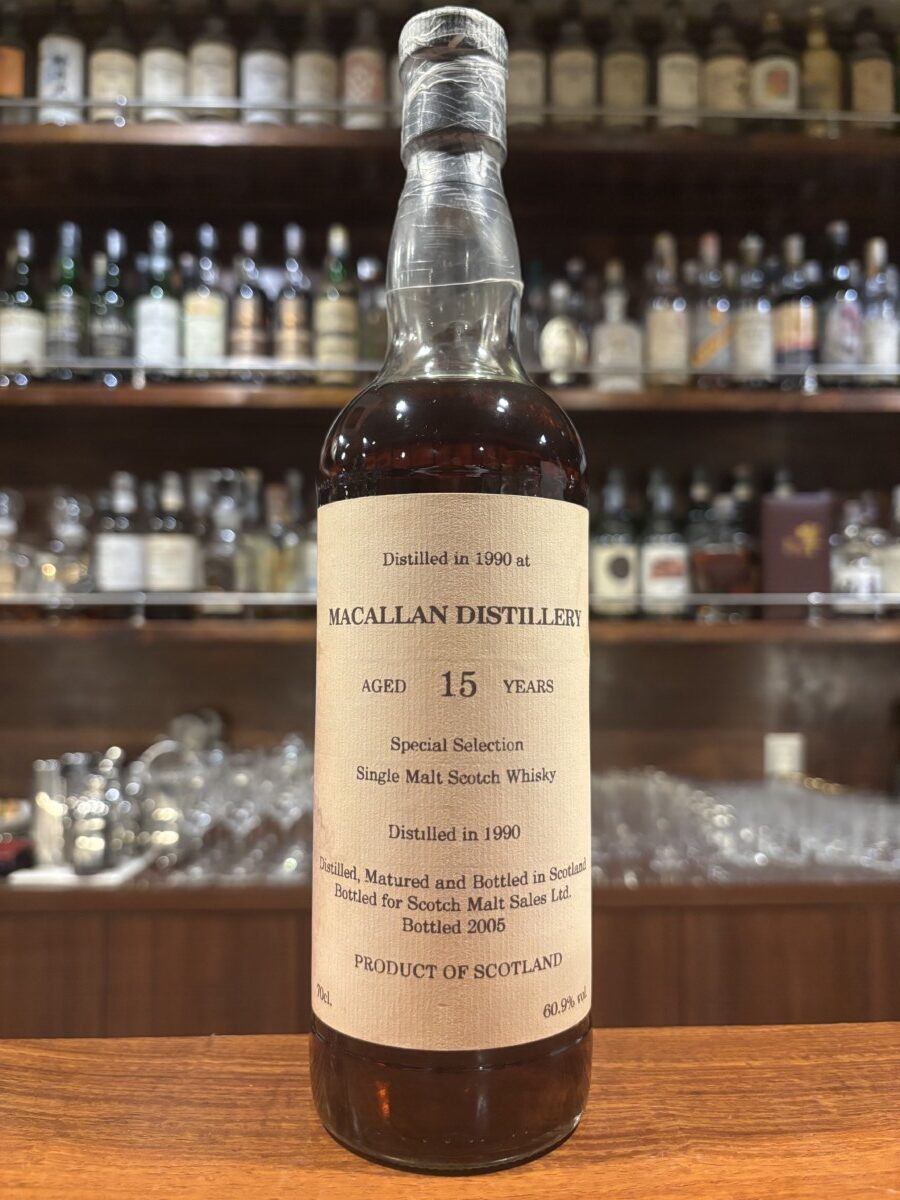 Distilled in 1990 at
MACALLAN DISTILLERY
AGED 15 YEARS
Special Selection
Single Malt Scotch Whisky
Distilled in 1990
Distilled, Matured and Bottled in Scotland
Bottled for Scotch Malt Sales Ltd.
Bottled 2005
PRODUCT OF SCOTLAND
70cl. 60.9% vol